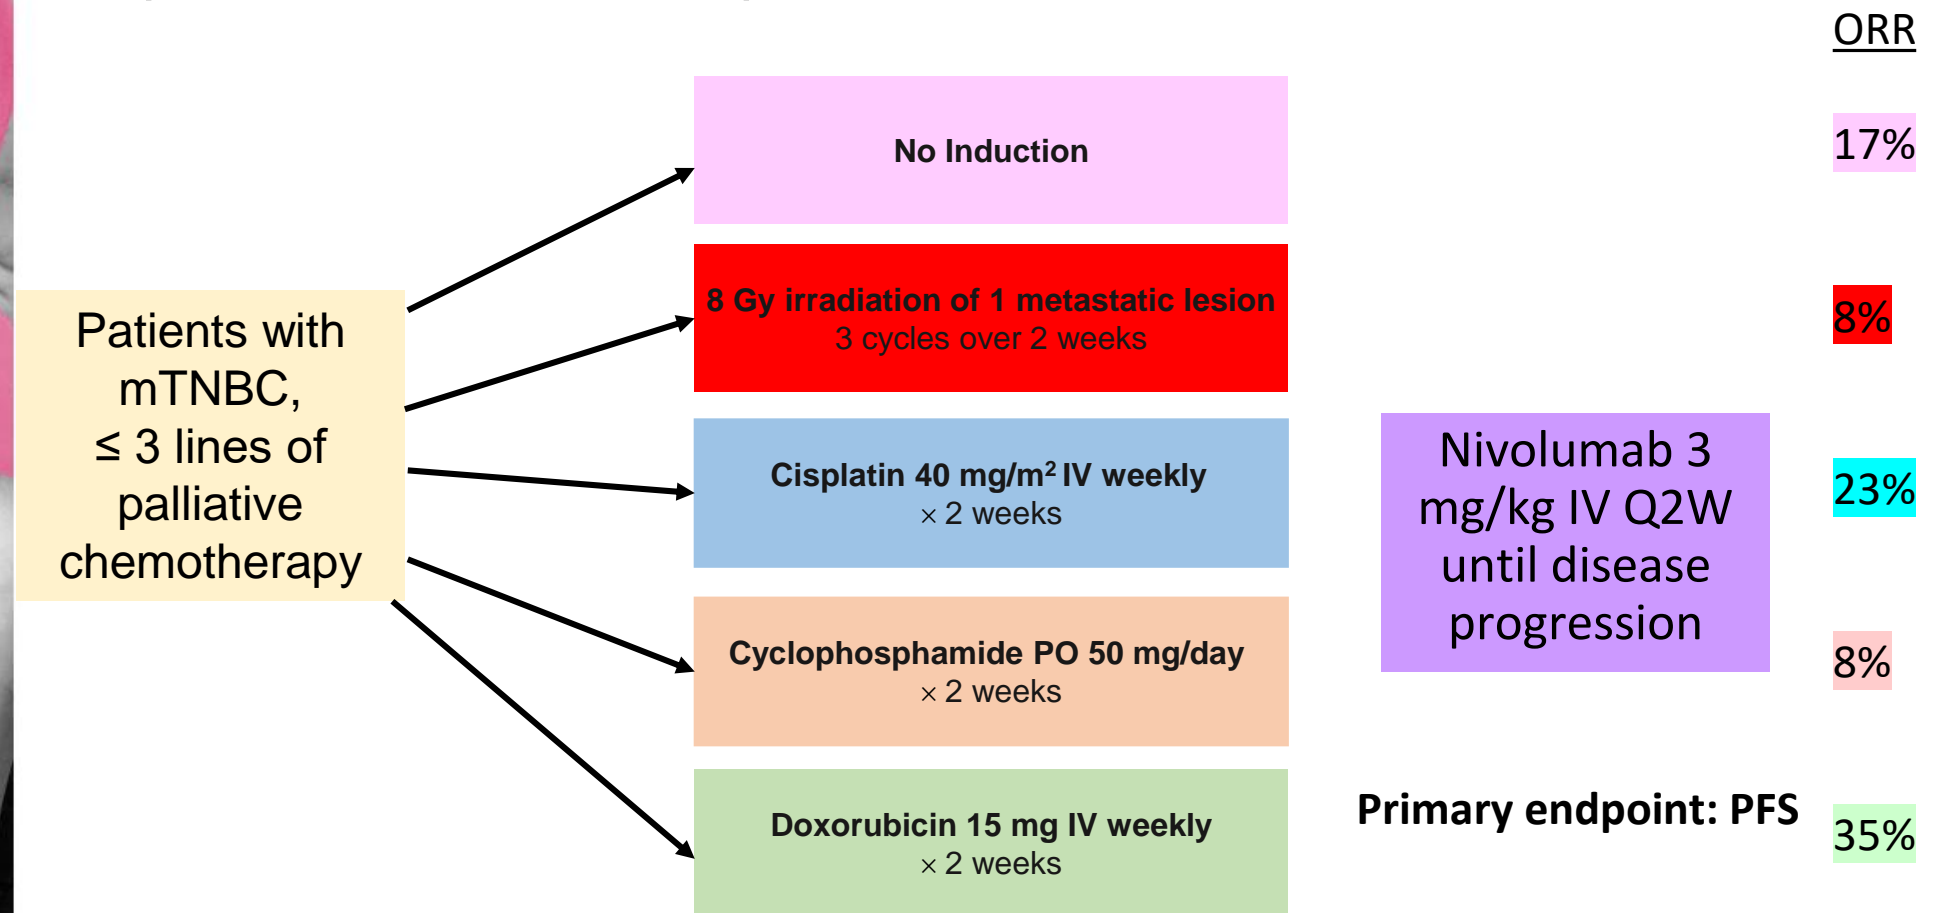 ORR
No Induction
17%
8 Gy irradiation of 1 metastatic lesion
3 cycles over 2 weeks
8%
Patients with
mTNBC,
≤ 3 lines of
palliative
chemotherapy
Cisplatin 40 mg/m² IV weekly
× 2 weeks
Nivolumab 3
mg/kg IV Q2W
until disease
progression
23%
Cyclophosphamide PO 50 mg/day
× 2 weeks
8%
Doxorubicin 15 mg IV weekly
× 2 weeks
Primary endpoint: PFS
35%